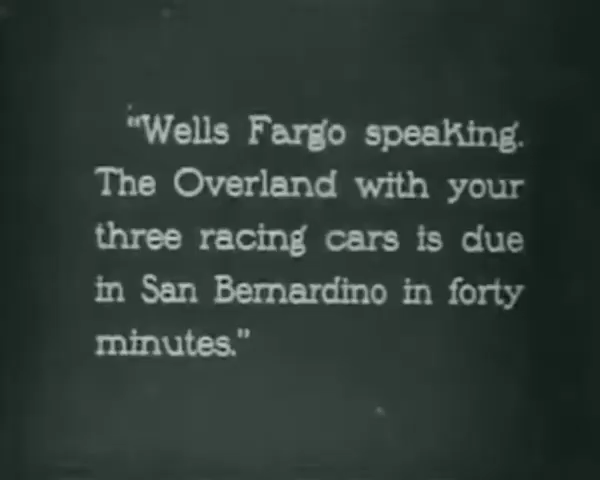 "Wells Fargo speaking.
The Overland with your
three racing cars is due
in San Bernardino in forty
minutes."